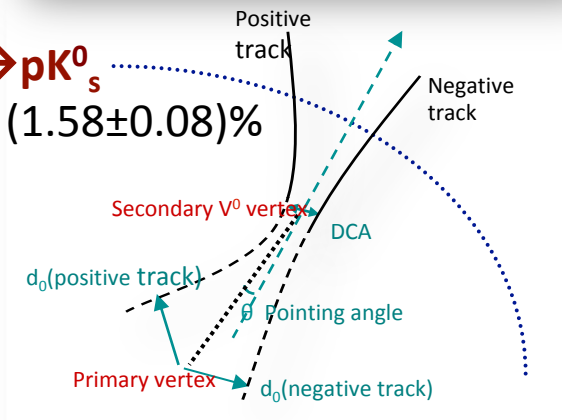 Positive
track
→pK⁰ₛ
(1.58±0.08)%
Negative
track
Secondary V⁰ vertex
DCA
d₀(positive track)
θ Pointing angle
Primary vertex
d₀(negative track)